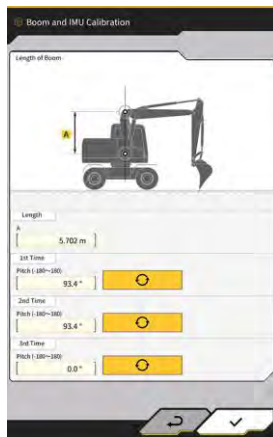 Boom and IMU Calibration
Length of Boom
A
Length
A
5.702 m
1st Time
Pitch (-180~180)
93.4 °
2nd Time
Pitch (-180~180)
93.4 °
3rd Time
Pitch (-180~180)
0.0 °